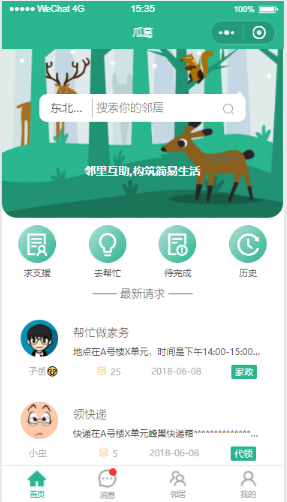 WeChat 4G 15:35 100%
瓜墓
东北... 搜索你的邻居
邻里互助,构筑简易生活
求支援 去帮忙 待完成 历史
最新请求
帮忙做家务
地点在A号楼X单元，时间是下午14:00-15:00...
子岳 25 2018-06-08 家政
领快递
快递在A号楼X单元蜂巢快递箱**************...
小虫 5 2018-06-08 代领
首页 消息 邻居 我的